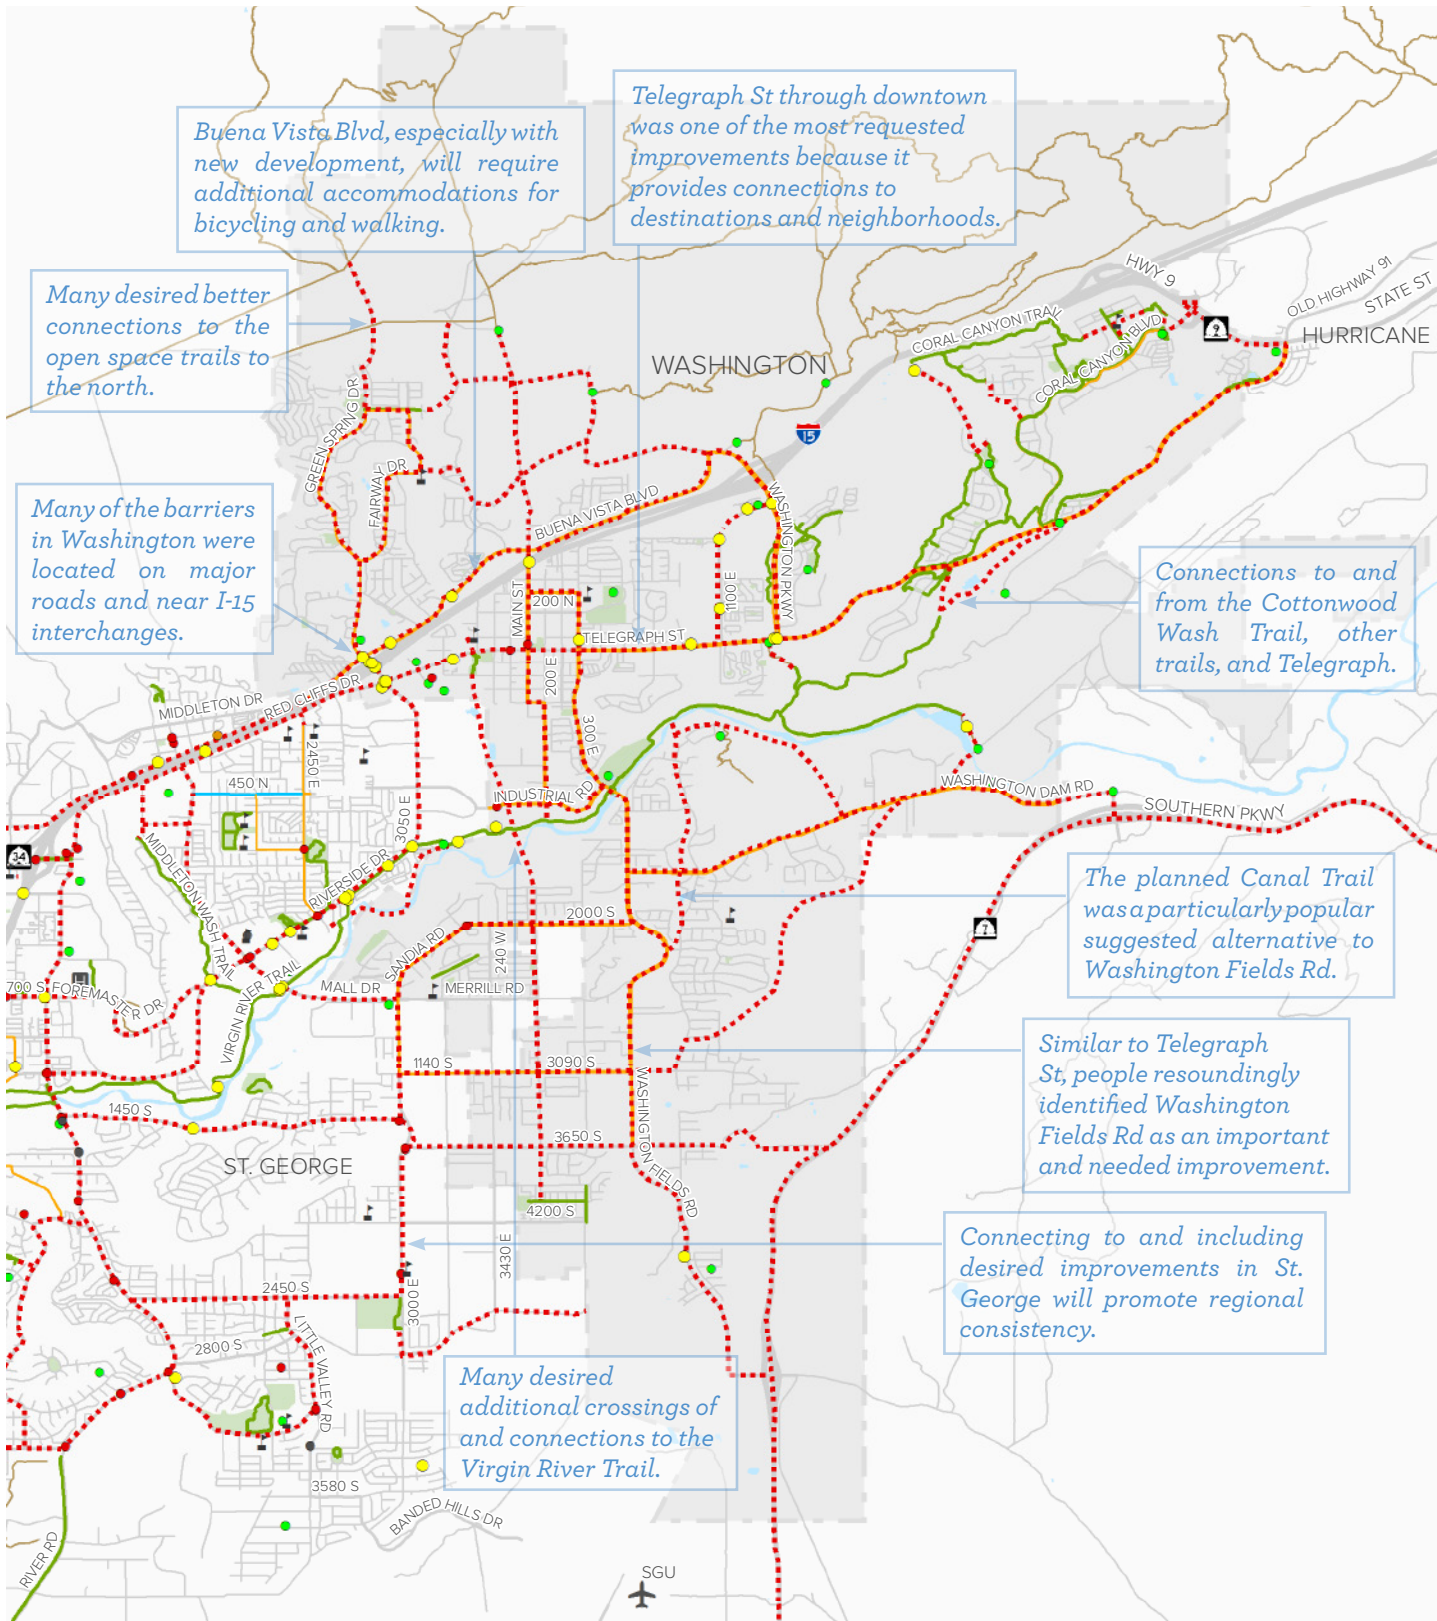 Telegraph St through downtown
was one of the most requested
improvements because it
provides connections to
destinations and neighborhoods.
Buena Vista Blvd, especially with
new development, will require
additional accommodations for
bicycling and walking.
Many desired better
connections to the
open space trails to
the north.
HWY 9
OLD HIGHWAY 91
STATE ST
9
HURRICANE
CORAL CANYON TRAIL
CORAL CANYON BLVD
WASHINGTON
15
GREEN SPRING DR
FAIRWAY DR
BUENA VISTA BLVD
WASHINGTON PKWY
Many of the barriers
in Washington were
located on major
roads and near I-15
interchanges.
Connections to and
from the Cottonwood
Wash Trail, other
trails, and Telegraph.
MAIN ST
200 N
1100 E
TELEGRAPH ST
200 E
300 E
MIDDLETON DR
RED CLIFFS DR
2450 E
450 N
3050 E
INDUSTRIAL RD
WASHINGTON DAM RD
SOUTHERN PKWY
34
MIDDLETON WASH TRAIL
RIVERSIDE DR
The planned Canal Trail
was a particularly popular
suggested alternative to
Washington Fields Rd.
2000 S
7
SANDIA RD
240 W
700 S
FOREMASTER DR
VIRGIN RIVER TRAIL
MALL DR
MERRILL RD
H
Similar to Telegraph
St, people resoundingly
identified Washington
Fields Rd as an important
and needed improvement.
1140 S
3090 S
WASHINGTON FIELDS RD
1450 S
3650 S
ST. GEORGE
4200 S
3430 E
Connecting to and including
desired improvements in St.
George will promote regional
consistency.
2450 S
3000 E
2800 S
LITTLE VALLEY RD
Many desired
additional crossings of
and connections to the
Virgin River Trail.
3580 S
BANDED HILLS DR
RIVER RD
SGU